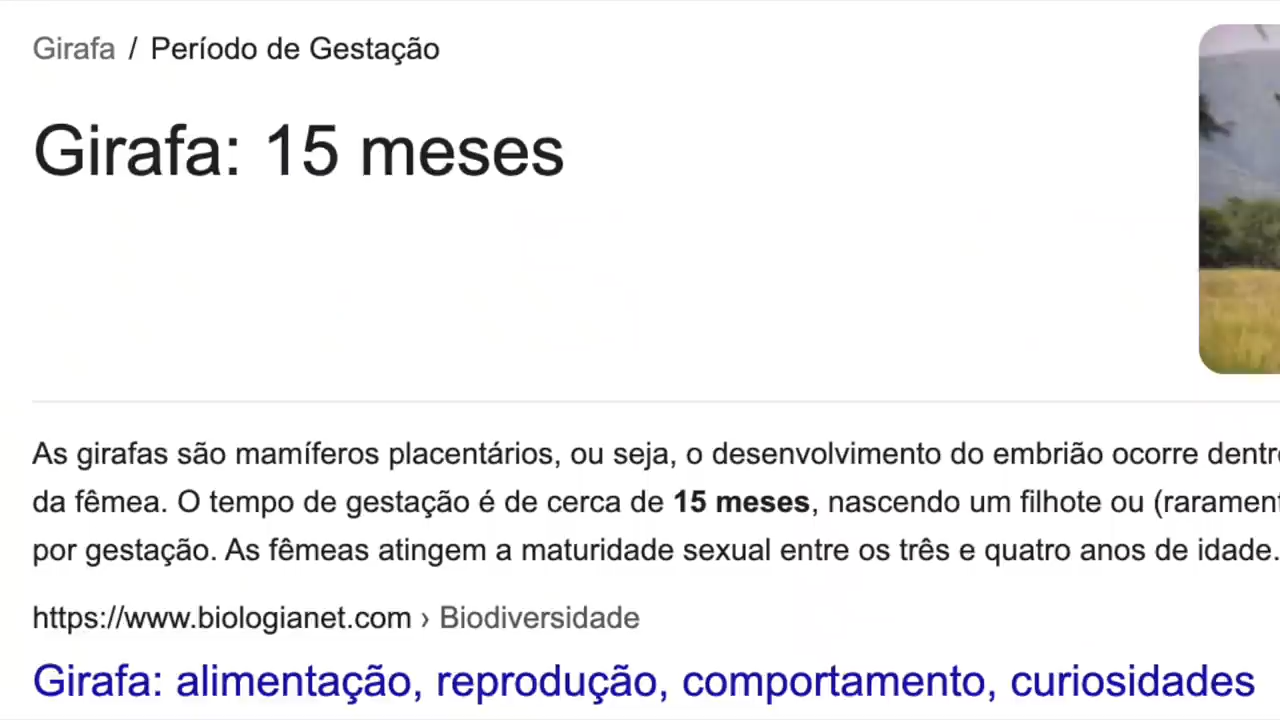 Girafa / Período de Gestação
Girafa: 15 meses
As girafas são mamíferos placentários, ou seja, o desenvolvimento do embrião ocorre
da fêmea. O tempo de gestação é de cerca de 15 meses, nascendo um filhote ou
por gestação. As fêmeas atingem a maturidade sexual entre os três e quatro anos de idade.
https://www.biologianet.com › Biodiversidade
Girafa: alimentação, reprodução, comportamento, curiosidades